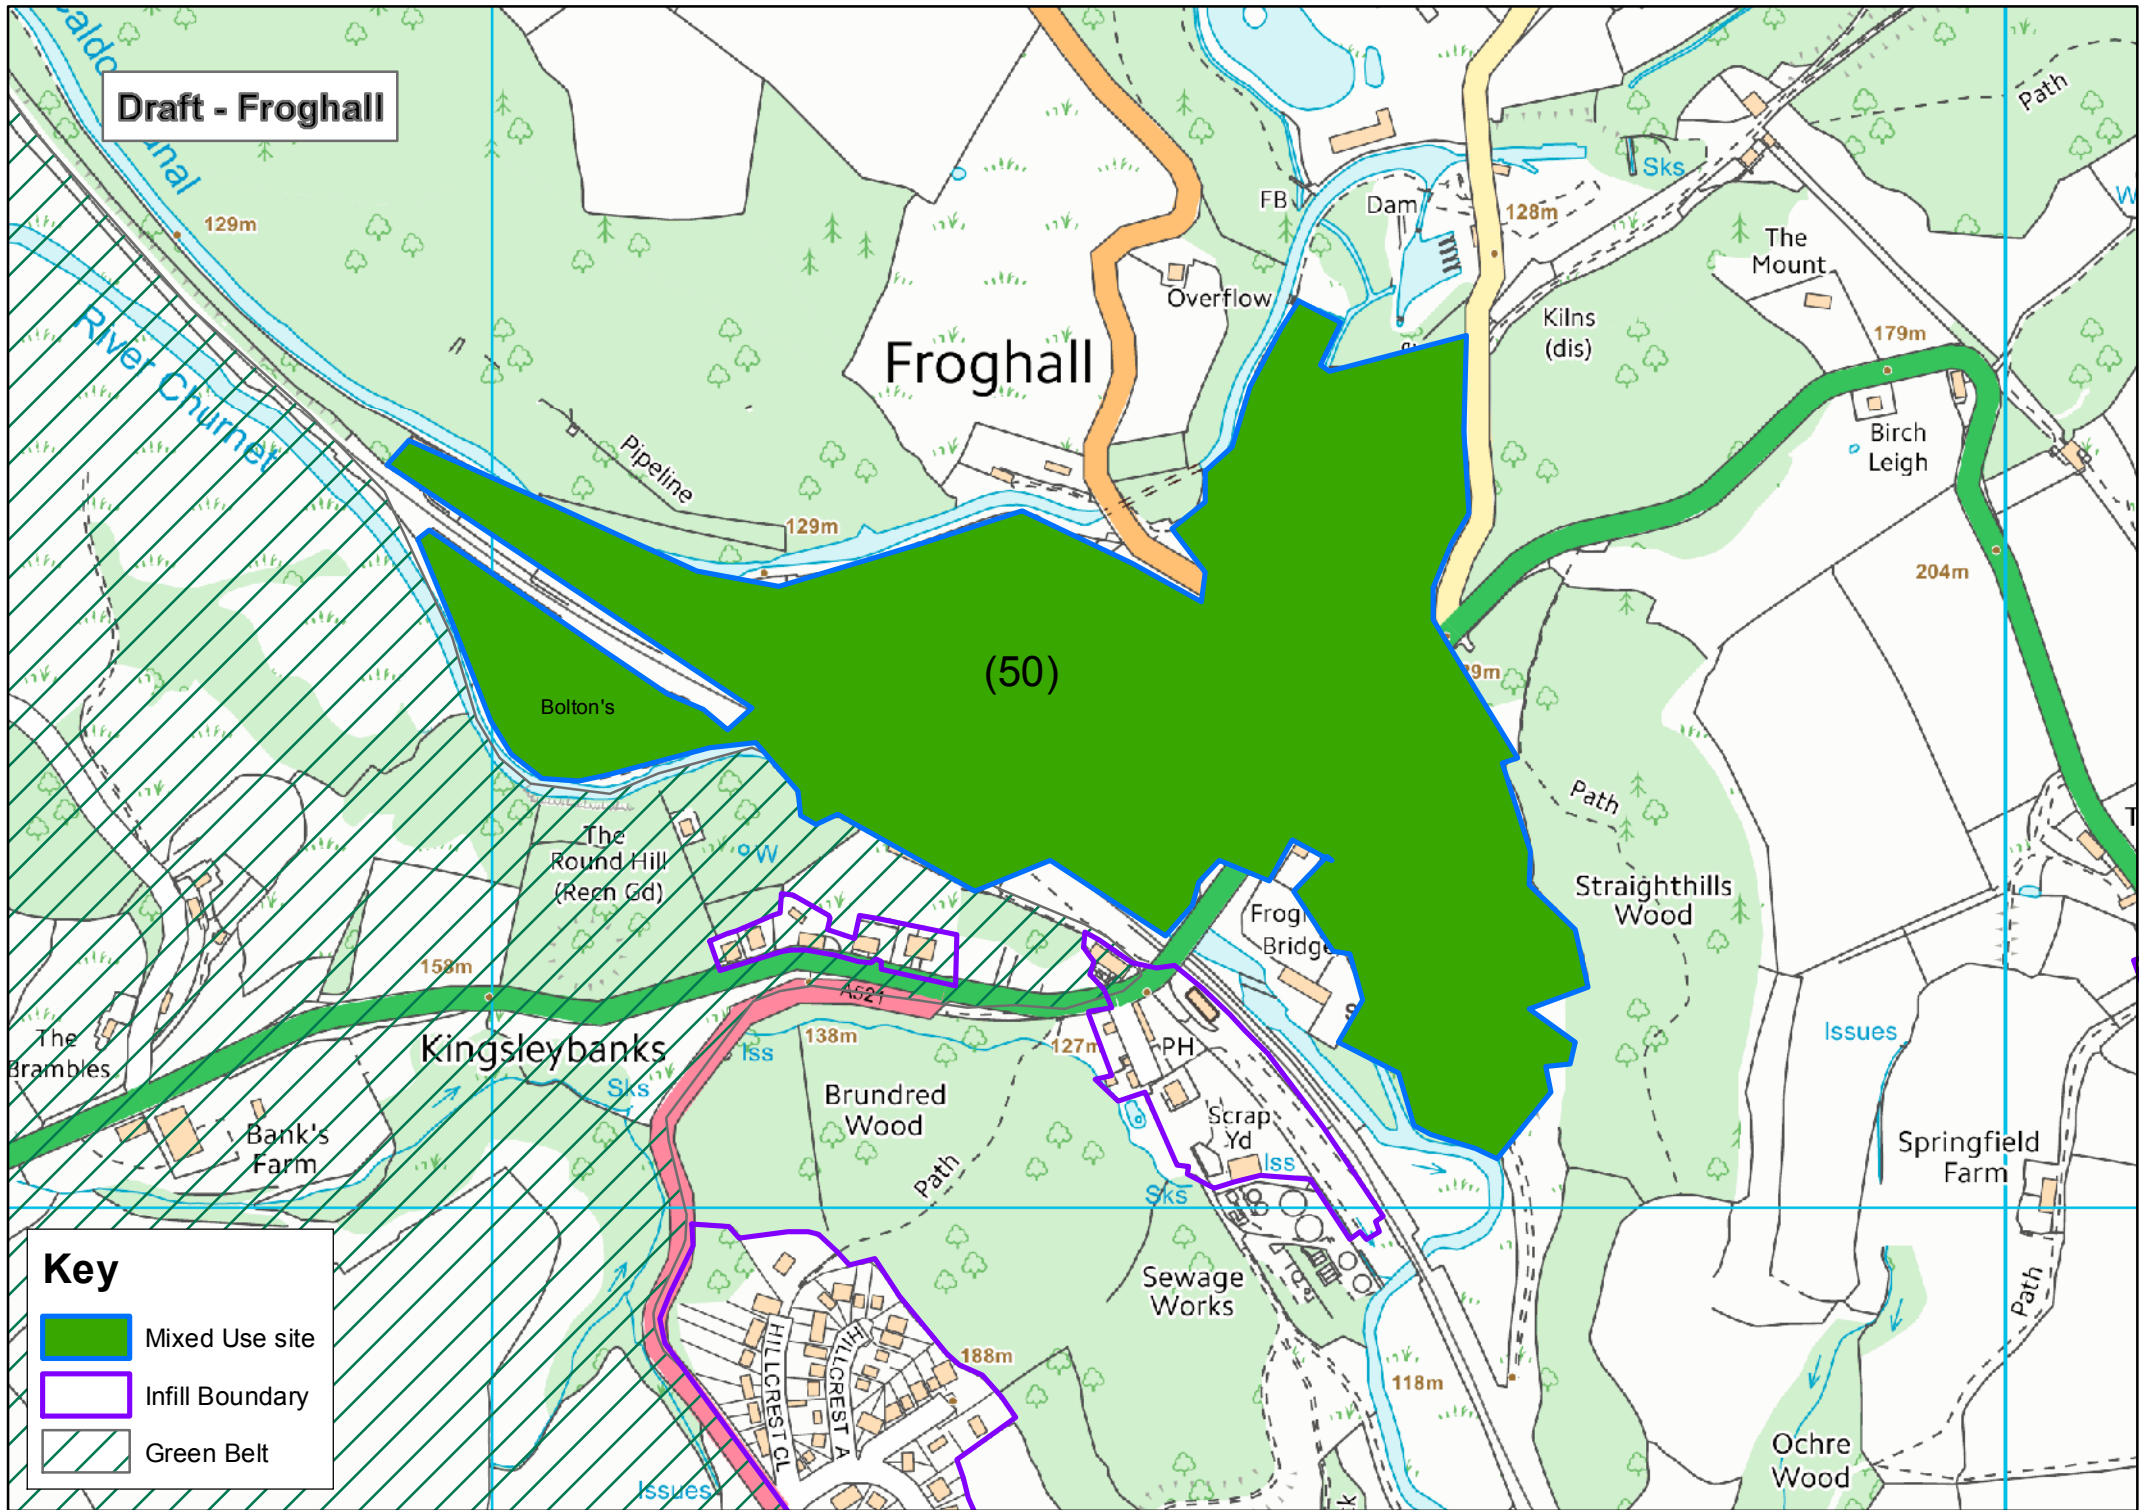 Draft - Froghall
129m
River Churnet
Froghall
Overflow
FB
Dam
Sks
128m
Path
The
Mount
Kilns
(dis)
179m
Birch
Leigh
204m
Pipeline
129m
(50)
Bolton's
The
Round Hill
(Recn Gd)
W
158m
A521
Kingsleybanks
The
Brambles
Bank's
Farm
Sks
Iss
138m
127m
PH
Brundred
Wood
Path
Scrap
Yd
Iss
Sks
Bridge
Path
Straighthills
Wood
Issues
Springfield
Farm
Path
Sewage
Works
118m
188m
HILLCREST CL
HILLCREST A
Issues
Ochre
Wood
Key
Mixed Use site
Infill Boundary
Green Belt